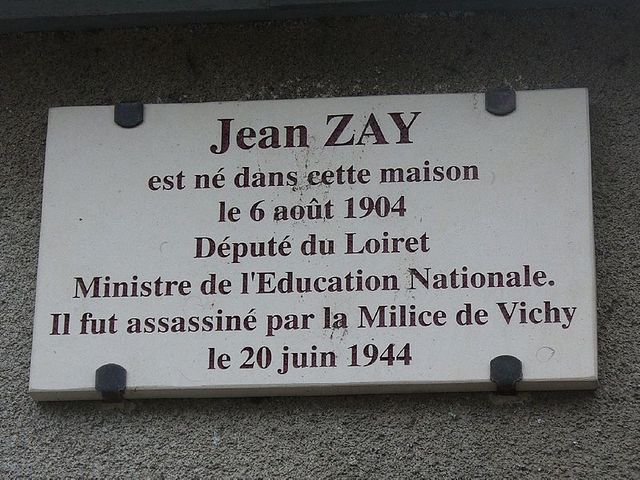 Jean ZAY
est né dans cette maison
le 6 août 1904
Député du Loiret
Ministre de l'Education Nationale.
Il fut assassiné par la Milice de Vichy
le 20 juin 1944